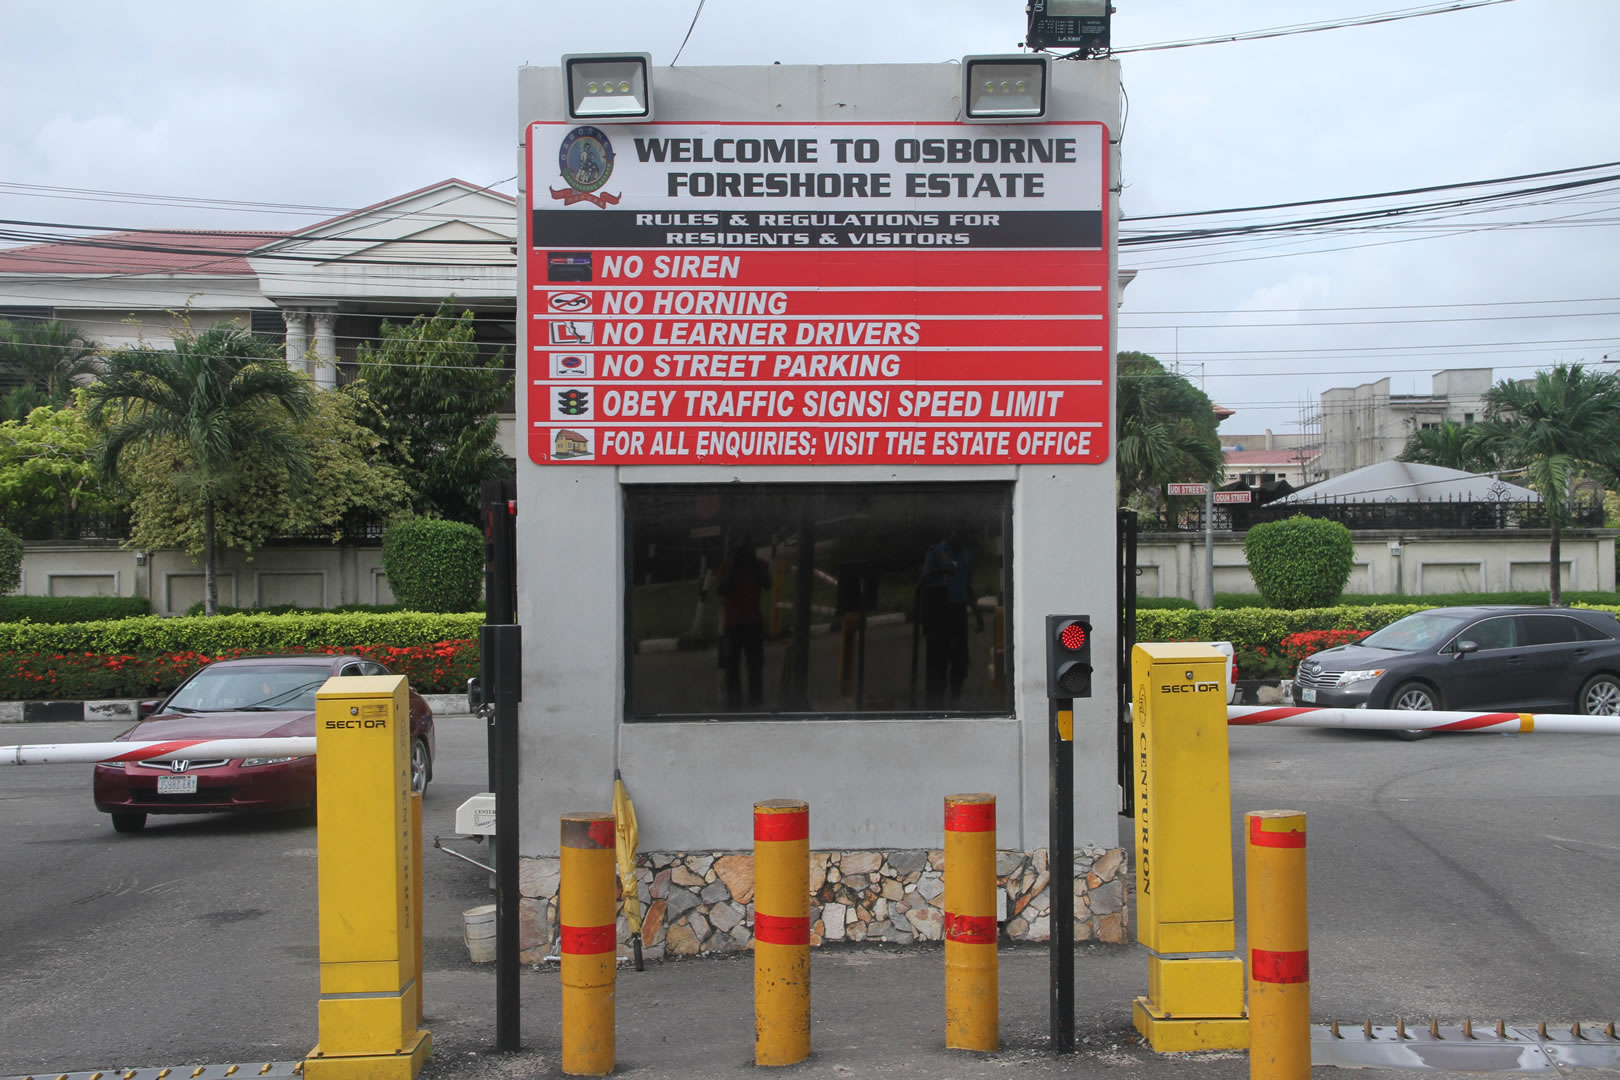 LAKER
WELCOME TO OSBORNE
FORESHORE ESTATE
RULES & REGULATIONS FOR
RESIDENTS & VISITORS
NO SIREN
NO HORNING
NO LEARNER DRIVERS
NO STREET PARKING
OBEY TRAFFIC SIGNS/ SPEED LIMIT
FOR ALL ENQUIRIES: VISIT THE ESTATE OFFICE
UDI STREET
ODUN STREET
SECTOR
SECTOR
CENTURION